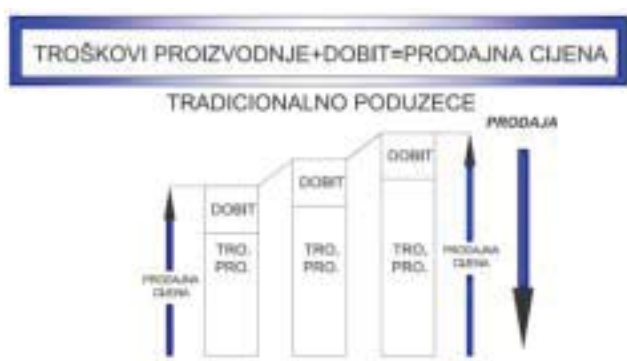 TROŠKOVI PROIZVODNJE+DOBIT=PRODAJNA CIJENA
TRADICIONALNO PODUZECE
PRODAJA
DOBIT
DOBIT
DOBIT
TRO.
PRO.
TRO.
PRO.
TRO.
PRO.
PRODAJNA
CIJENA
PRODAJNA
CIJENA